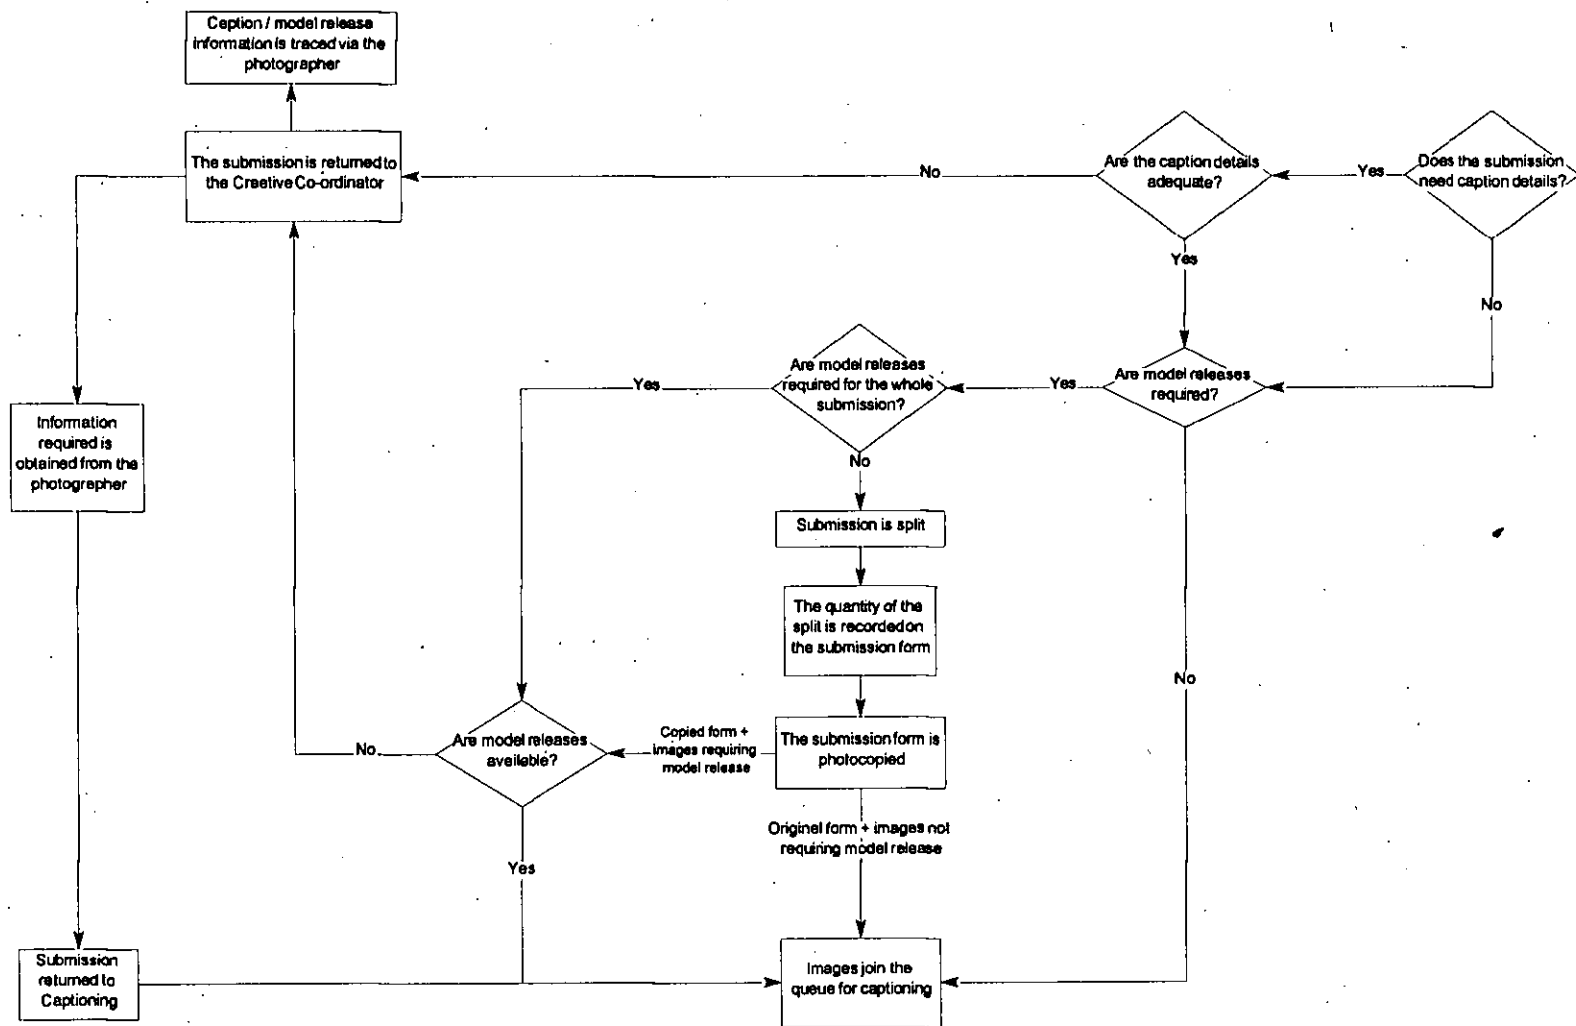 Caption / model release
information is traced via the
photographer
The submission is returned to
the Creative Co-ordinator
No
Are the caption details
adequate?
Yes
Does the submission
need caption details?
Yes
No
Are model releases
required for the whole
submission?
Yes
Yes
Are model releases
required?
Information
required is
obtained from the
photographer
No
Submission is split
The quantity of the
split is recorded on
the submission form
No
Are model releases
available?
No
Copied form +
images requiring
model release
The submission form is
photocopied
Original form + images not
requiring model release
Yes
Submission
returned to
Captioning
Images join the
queue for captioning